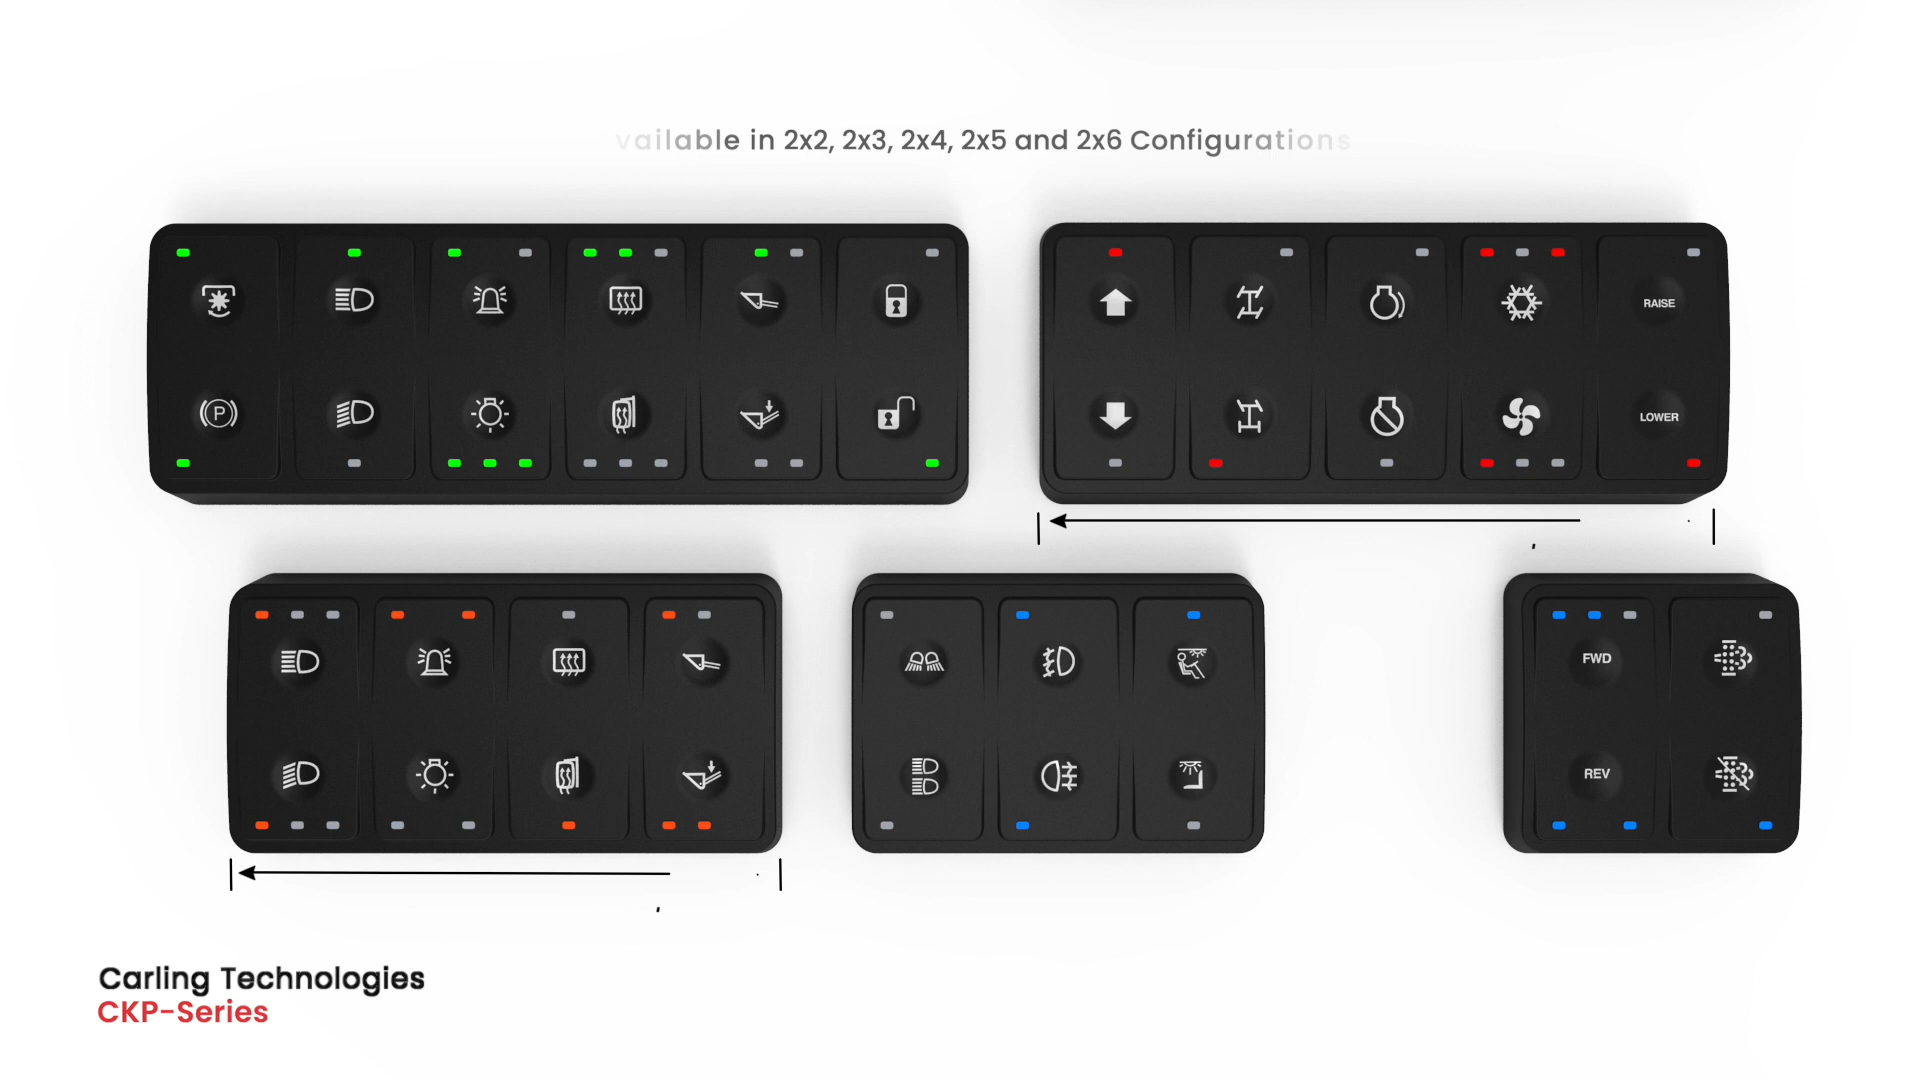 vailable in 2x2, 2x3, 2x4, 2x5 and 2x6 Configurations
P
RAISE
LOWER
FWD
REV
Carling Technologies
CKP-Series